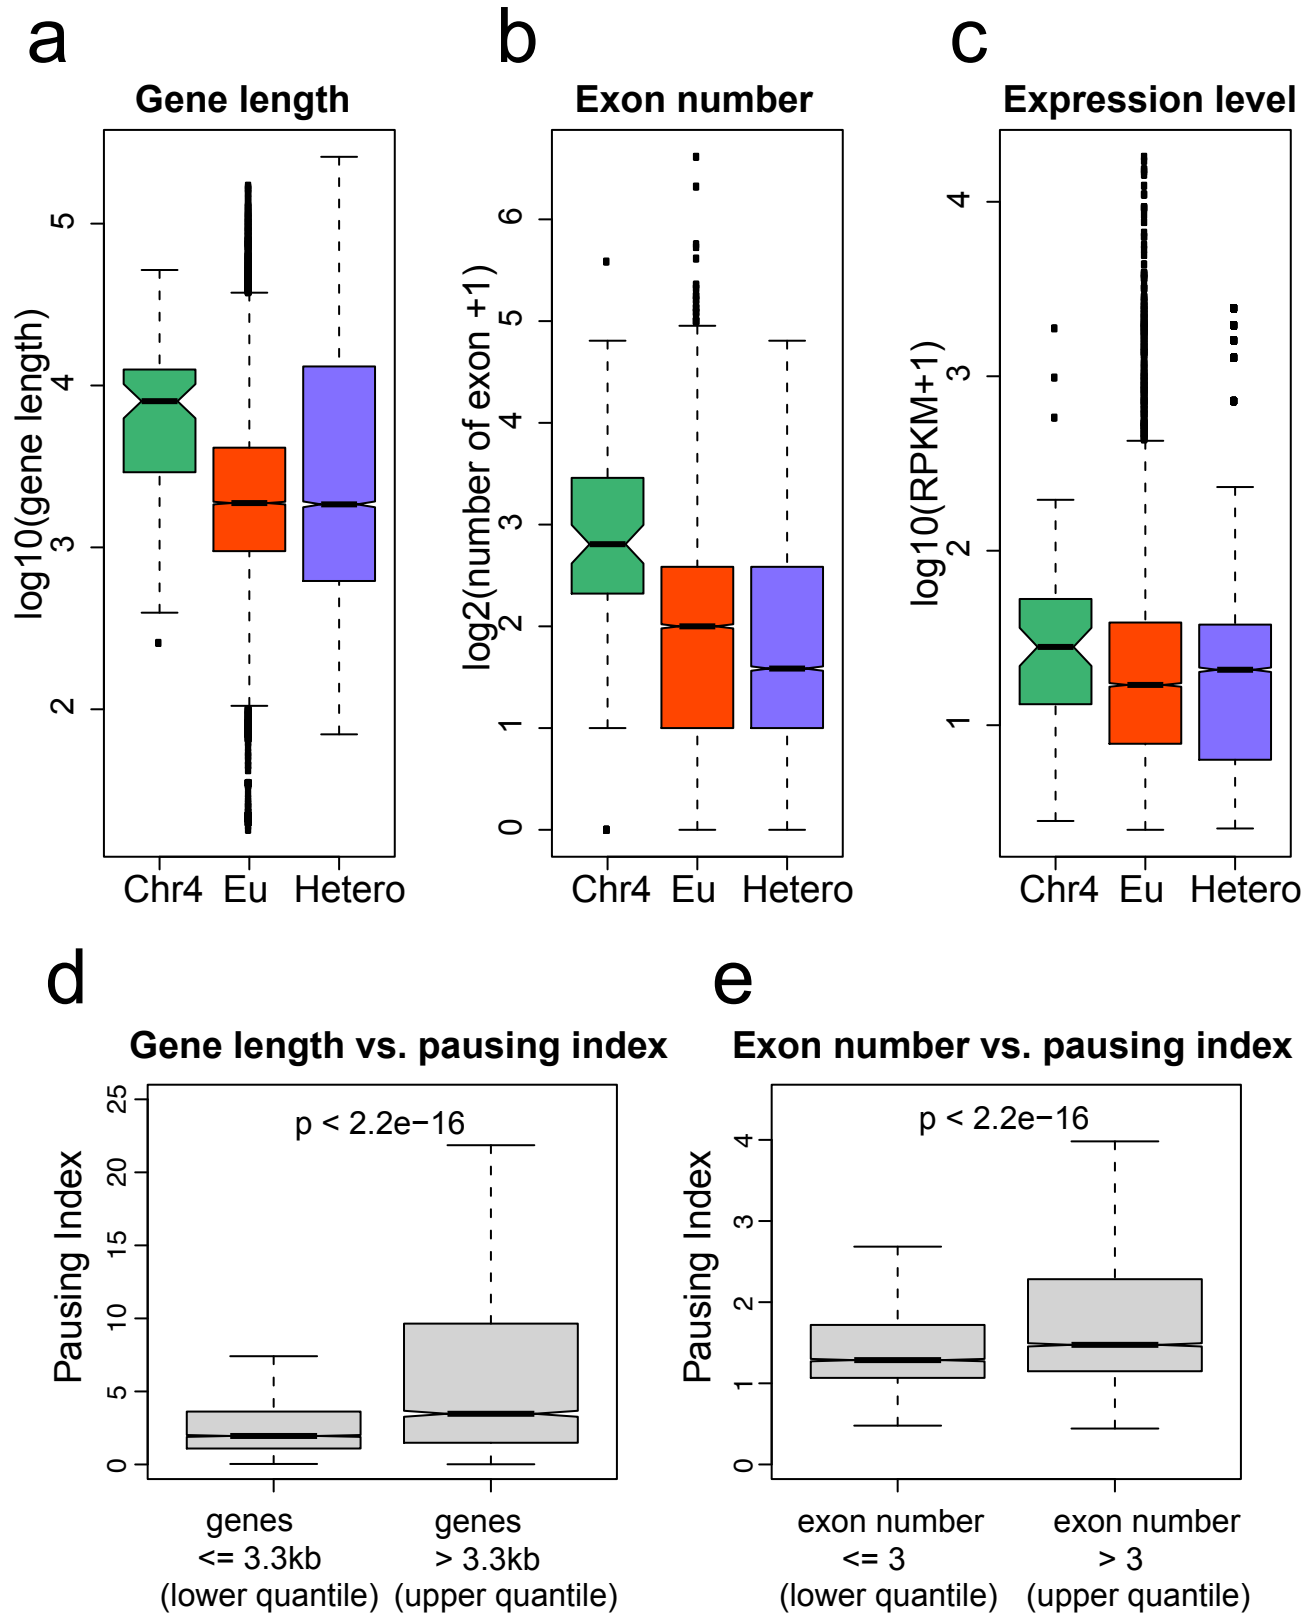 a
b
c
Gene length
Exon number
Expression level
log10(gene length)
5
4
3
2
Chr4 Eu Hetero
log2(number of exon +1)
6
5
4
3
2
1
0
Chr4 Eu Hetero
log10(RPKM+1)
4
3
2
1
Chr4 Eu Hetero
d
e
Gene length vs. pausing index
Exon number vs. pausing index
p < 2.2e−16
Pausing Index
25
20
15
10
5
0
genes
<= 3.3kb
(lower quantile)
genes
> 3.3kb
(upper quantile)
p < 2.2e−16
Pausing Index
4
3
2
1
0
exon number
<= 3
(lower quantile)
exon number
> 3
(upper quantile)